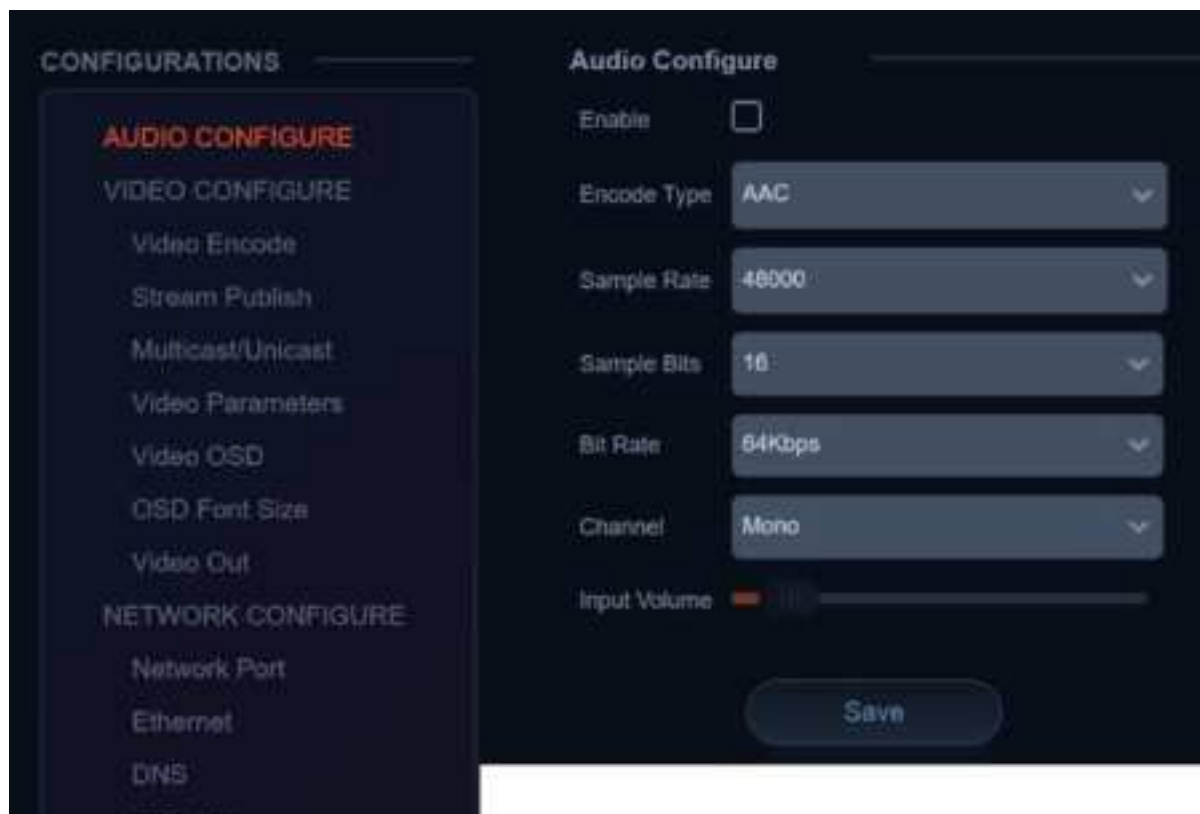 CONFIGURATIONS
AUDIO CONFIGURE
VIDEO CONFIGURE
Video Encode
Stream Publish
Multicast/Unicast
Video Parameters
Video OSD
OSD Font Size
Video Out
NETWORK CONFIGURE
Network Port
Ethernet
DNS
Audio Configure
Enable
Encode Type AAC
Sample Rate 48000
Sample Bits 16
Bit Rate 64Kbps
Channel Mono
Input Volume
Save